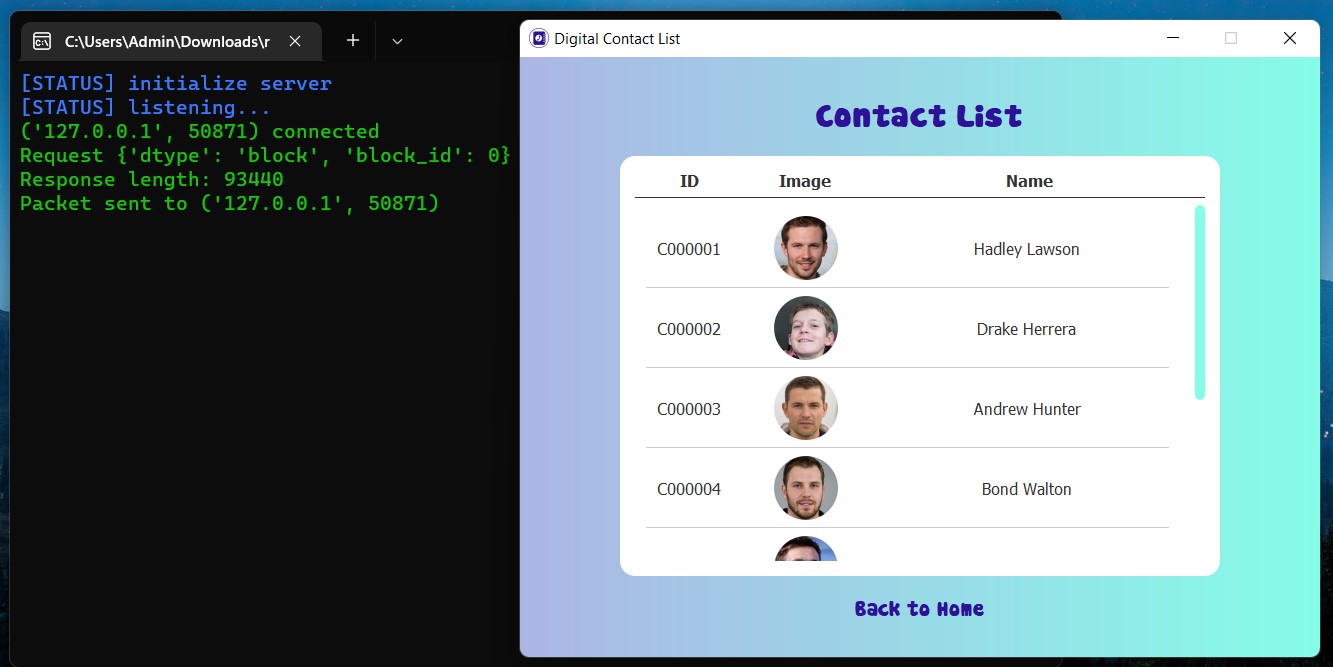 C:\Users\Admin\Downloads\r
[STATUS] initialize server
[STATUS] listening...
('127.0.0.1', 50871) connected
Request {'dtype': 'block', 'block_id': 0}
Response length: 93440
Packet sent to ('127.0.0.1', 50871)
Digital Contact List
Contact List
ID Image Name
C000001 Hadley Lawson
C000002 Drake Herrera
C000003 Andrew Hunter
C000004 Bond Walton
Back to Home